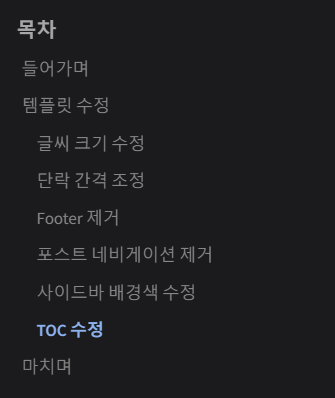 목차
들어가며
템플릿 수정
글씨 크기 수정
단락 간격 조정
Footer 제거
포스트 네비게이션 제거
사이드바 배경색 수정
TOC 수정
마치며